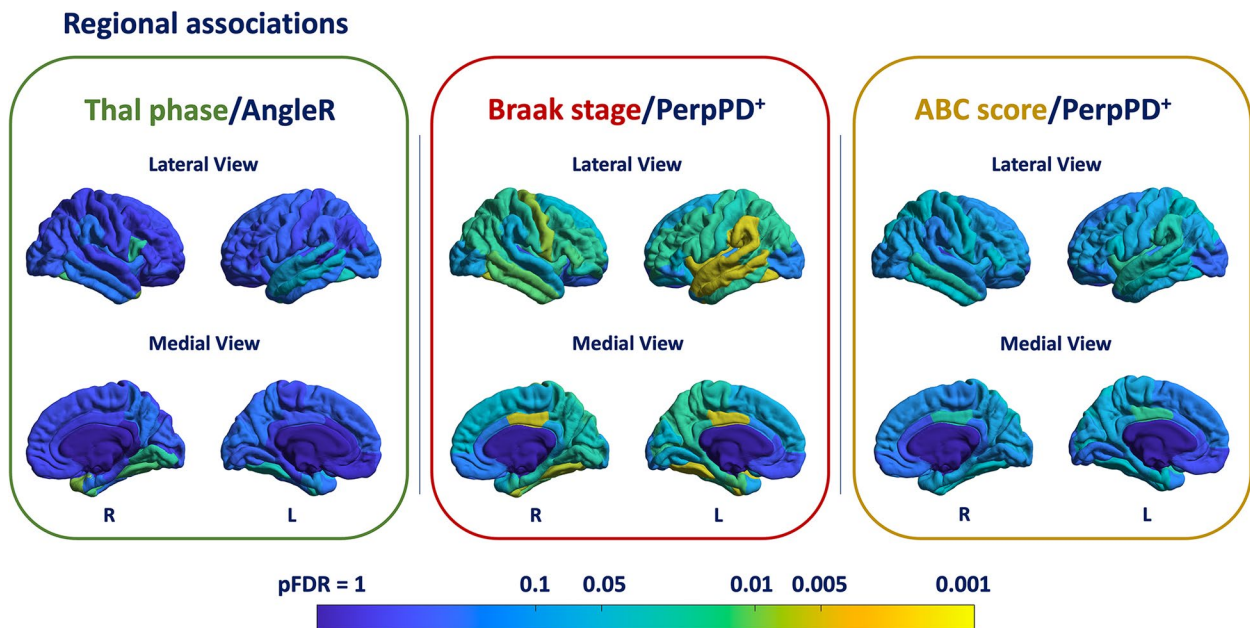 Regional associations
Thal phase/AngleR
Lateral View
Medial View
R L
Braak stage/PerpPD⁺
Lateral View
Medial View
R L
ABC score/PerpPD⁺
Lateral View
Medial View
R L
pFDR = 1 0.1 0.05 0.01 0.005 0.001